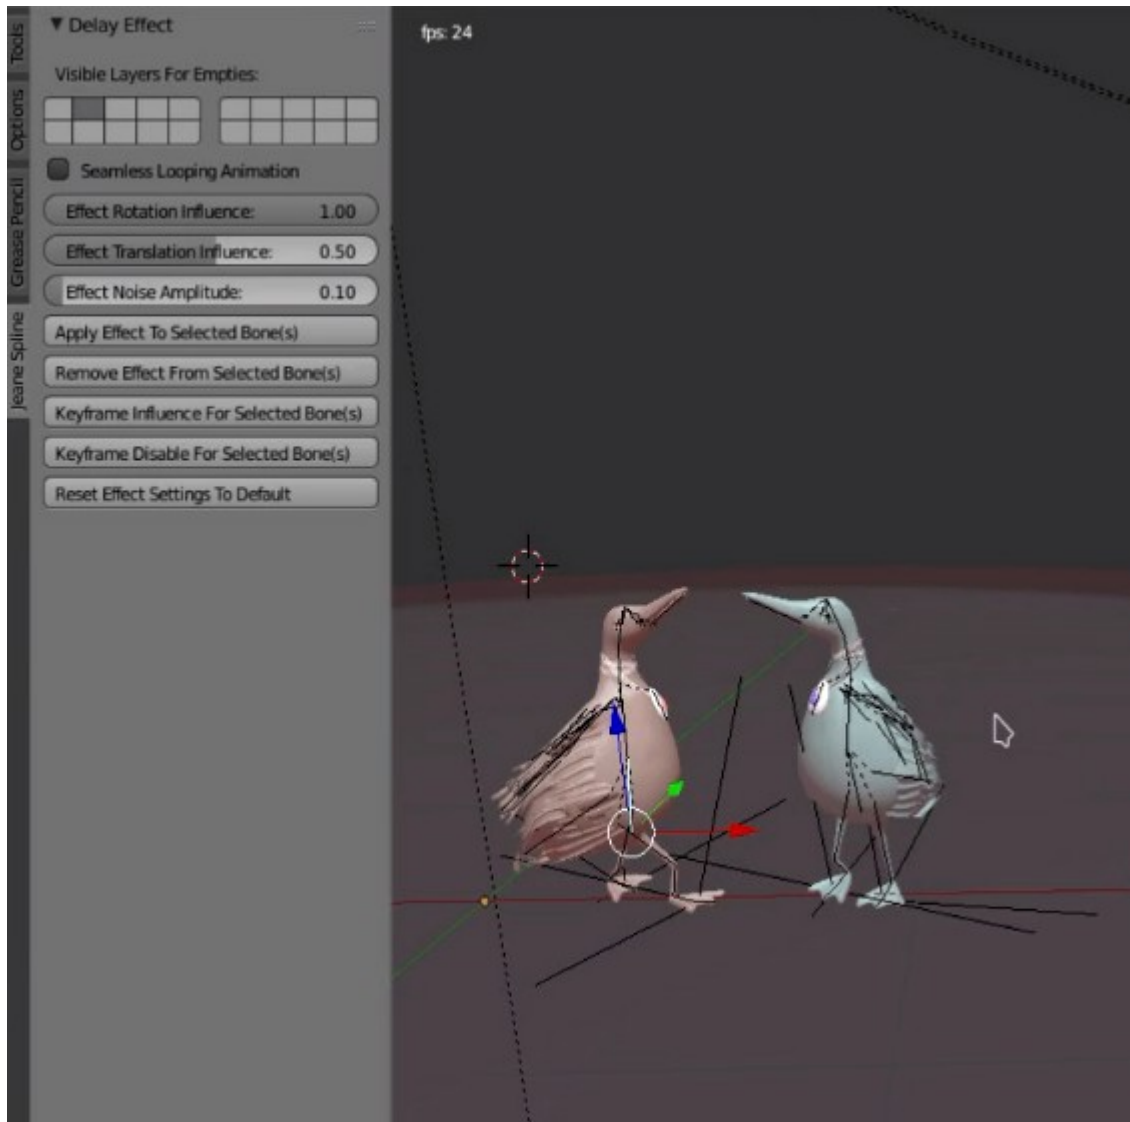 Tools
Options
Grease Pencil
Jeane Spline
▼ Delay Effect
Visible Layers For Empties:
Seamless Looping Animation
Effect Rotation Influence: 1.00
Effect Translation Influence: 0.50
Effect Noise Amplitude: 0.10
Apply Effect To Selected Bone(s)
Remove Effect From Selected Bone(s)
Keyframe Influence For Selected Bone(s)
Keyframe Disable For Selected Bone(s)
Reset Effect Settings To Default
fps: 24